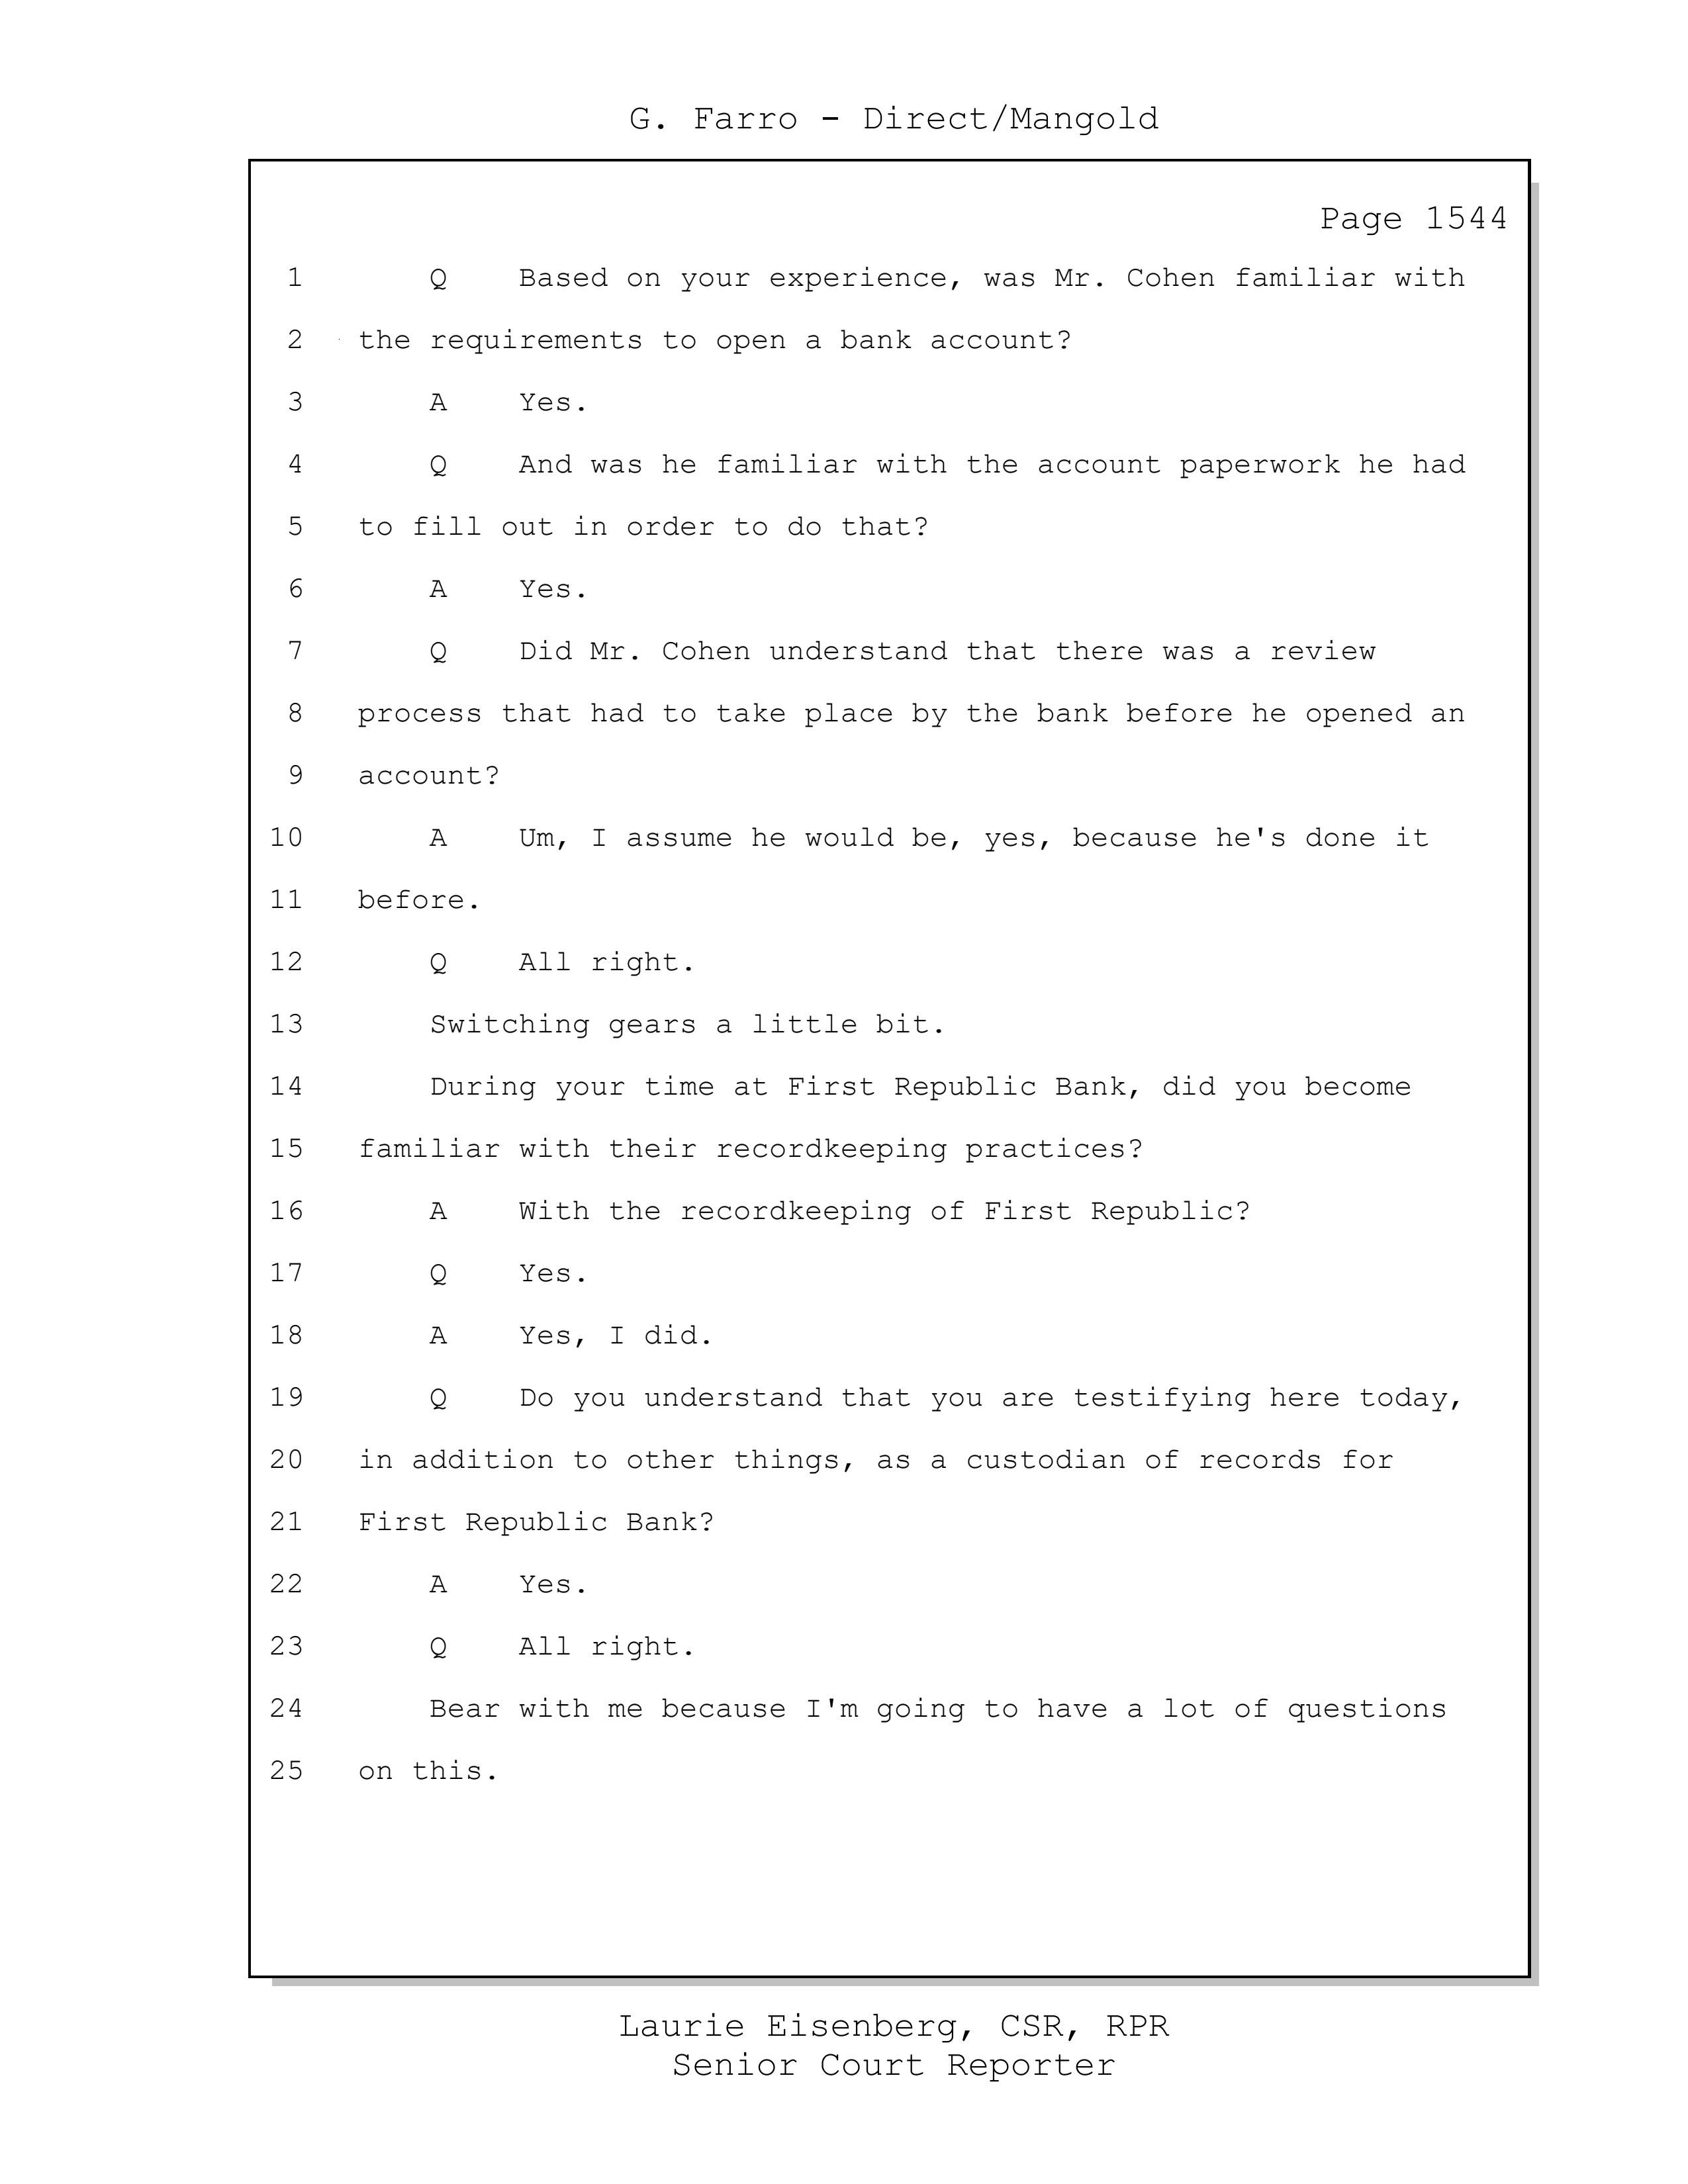 G. Farro - Direct/Mangold
Page 1544
1 Q Based on your experience, was Mr. Cohen familiar with
2 the requirements to open a bank account?
3 A Yes.
4 Q And was he familiar with the account paperwork he had
5 to fill out in order to do that?
6 A Yes.
7 Q Did Mr. Cohen understand that there was a review
8 process that had to take place by the bank before he opened an
9 account?
10 A Um, I assume he would be, yes, because he's done it
11 before.
12 Q All right.
13 Switching gears a little bit.
14 During your time at First Republic Bank, did you become
15 familiar with their recordkeeping practices?
16 A With the recordkeeping of First Republic?
17 Q Yes.
18 A Yes, I did.
19 Q Do you understand that you are testifying here today,
20 in addition to other things, as a custodian of records for
21 First Republic Bank?
22 A Yes.
23 Q All right.
24 Bear with me because I'm going to have a lot of questions
25 on this.
Laurie Eisenberg, CSR, RPR
Senior Court Reporter